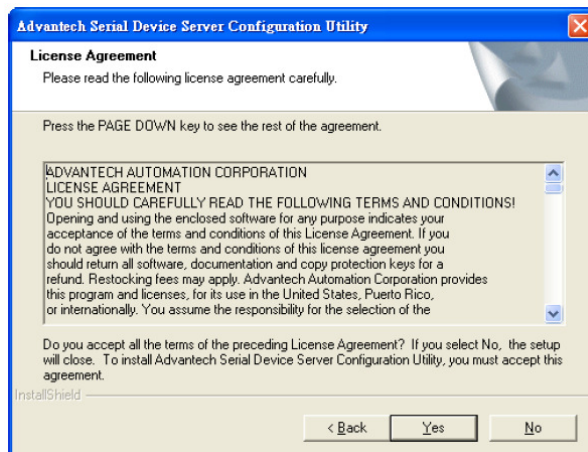 Advantech Serial Device Server Configuration Utility
License Agreement
Please read the following license agreement carefully.
Press the PAGE DOWN key to see the rest of the agreement.
ADVANTECH AUTOMATION CORPORATION
LICENSE AGREEMENT
YOU SHOULD CAREFULLY READ THE FOLLOWING TERMS AND CONDITIONS!
Opening and using the enclosed software for any purpose indicates your
acceptance of the terms and conditions of this License Agreement. If you
do not agree with the terms and conditions of this license agreement you
should return all software, documentation and copy protection keys for a
refund. Restocking fees may apply. Advantech Automation Corporation provides
this program and licenses, for its use in the United States, Puerto Rico,
or internationally. You assume the responsibility for the selection of the
Do you accept all the terms of the preceding License Agreement? If you select No, the setup
will close. To install Advantech Serial Device Server Configuration Utility, you must accept this
agreement.
InstallShield
< Back
Yes
No